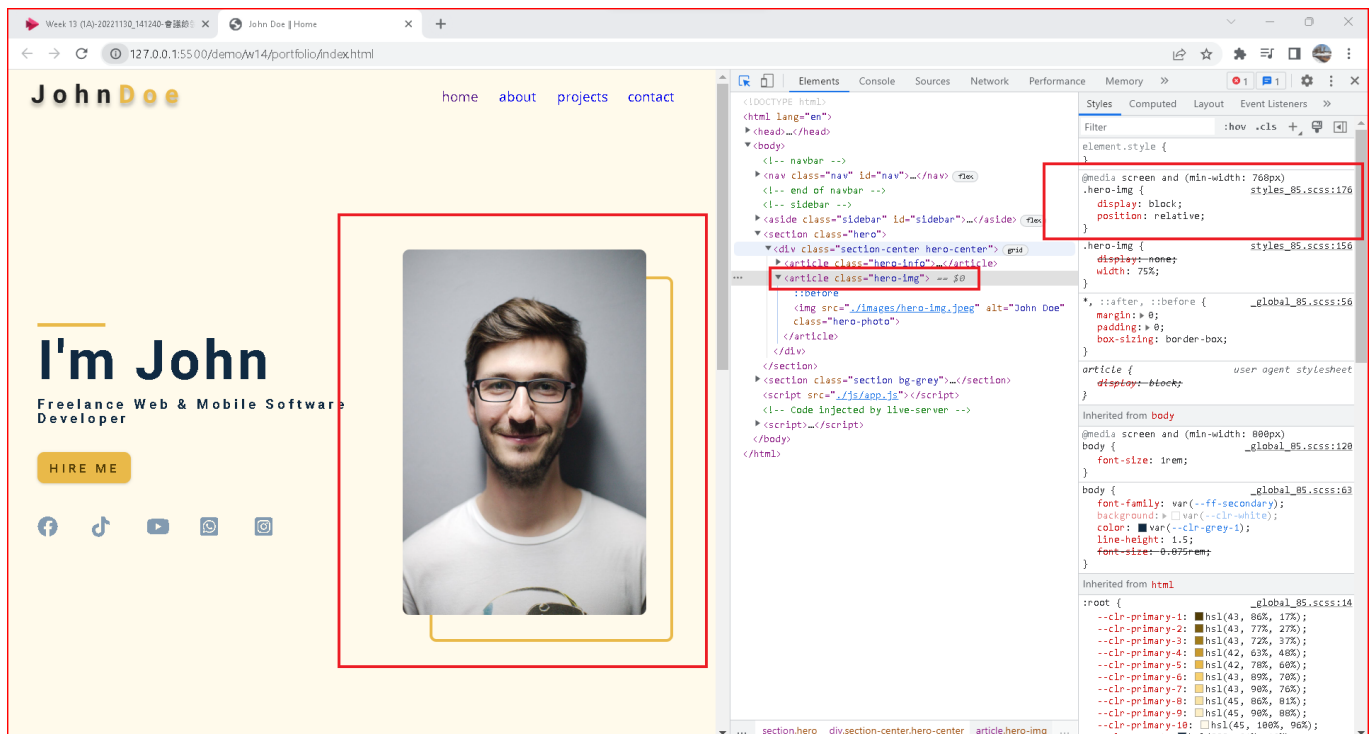 Week 13 (1A)-20221130_141240-會議錄
John Doe || Home
127.0.0.1:5500/demo/w14/portfolio/index.html
JohnDoe
home about projects contact
I'm John
Freelance Web & Mobile Software
Developer
HIRE ME
Elements Console Sources Network Performance Memory
1 1
<!DOCTYPE html>
<html lang="en">
<head>…</head>
<body>
<!-- navbar -->
<nav class="nav" id="nav">…</nav> flex
<!-- end of navbar -->
<!-- sidebar -->
<aside class="sidebar" id="sidebar">…</aside> flex
<section class="hero">
<div class="section-center hero-center"> grid
<article class="hero-info">…</article>
<article class="hero-img"> == $0
::before
<img src="./images/hero-img.jpeg" alt="John Doe"
class="hero-photo">
</article>
</div>
</section>
<section class="section bg-grey">…</section>
<script src="./js/app.js"></script>
<!-- Code injected by live-server -->
<script>…</script>
</body>
</html>
… section.hero div.section-center.hero-center article.hero-img …
Styles Computed Layout Event Listeners
Filter :hov .cls +
element.style {
}
@media screen and (min-width: 768px)
.hero-img { styles_85.scss:176
display: block;
position: relative;
}
.hero-img { styles_85.scss:156
display: none;
width: 75%;
}
*, ::after, ::before { _global_85.scss:56
margin: 0;
padding: 0;
box-sizing: border-box;
}
article { user agent stylesheet
display: block;
}
Inherited from body
@media screen and (min-width: 800px)
body { _global_85.scss:120
font-size: 1rem;
}
body { _global_85.scss:63
font-family: var(--ff-secondary);
background: var(--clr-white);
color: var(--clr-grey-1);
line-height: 1.5;
font-size: 0.875rem;
}
Inherited from html
:root { _global_85.scss:14
--clr-primary-1: hsl(43, 86%, 17%);
--clr-primary-2: hsl(43, 77%, 27%);
--clr-primary-3: hsl(43, 72%, 37%);
--clr-primary-4: hsl(42, 63%, 48%);
--clr-primary-5: hsl(42, 78%, 60%);
--clr-primary-6: hsl(43, 89%, 70%);
--clr-primary-7: hsl(43, 90%, 76%);
--clr-primary-8: hsl(45, 86%, 81%);
--clr-primary-9: hsl(45, 90%, 88%);
--clr-primary-10: hsl(45, 100%, 96%);